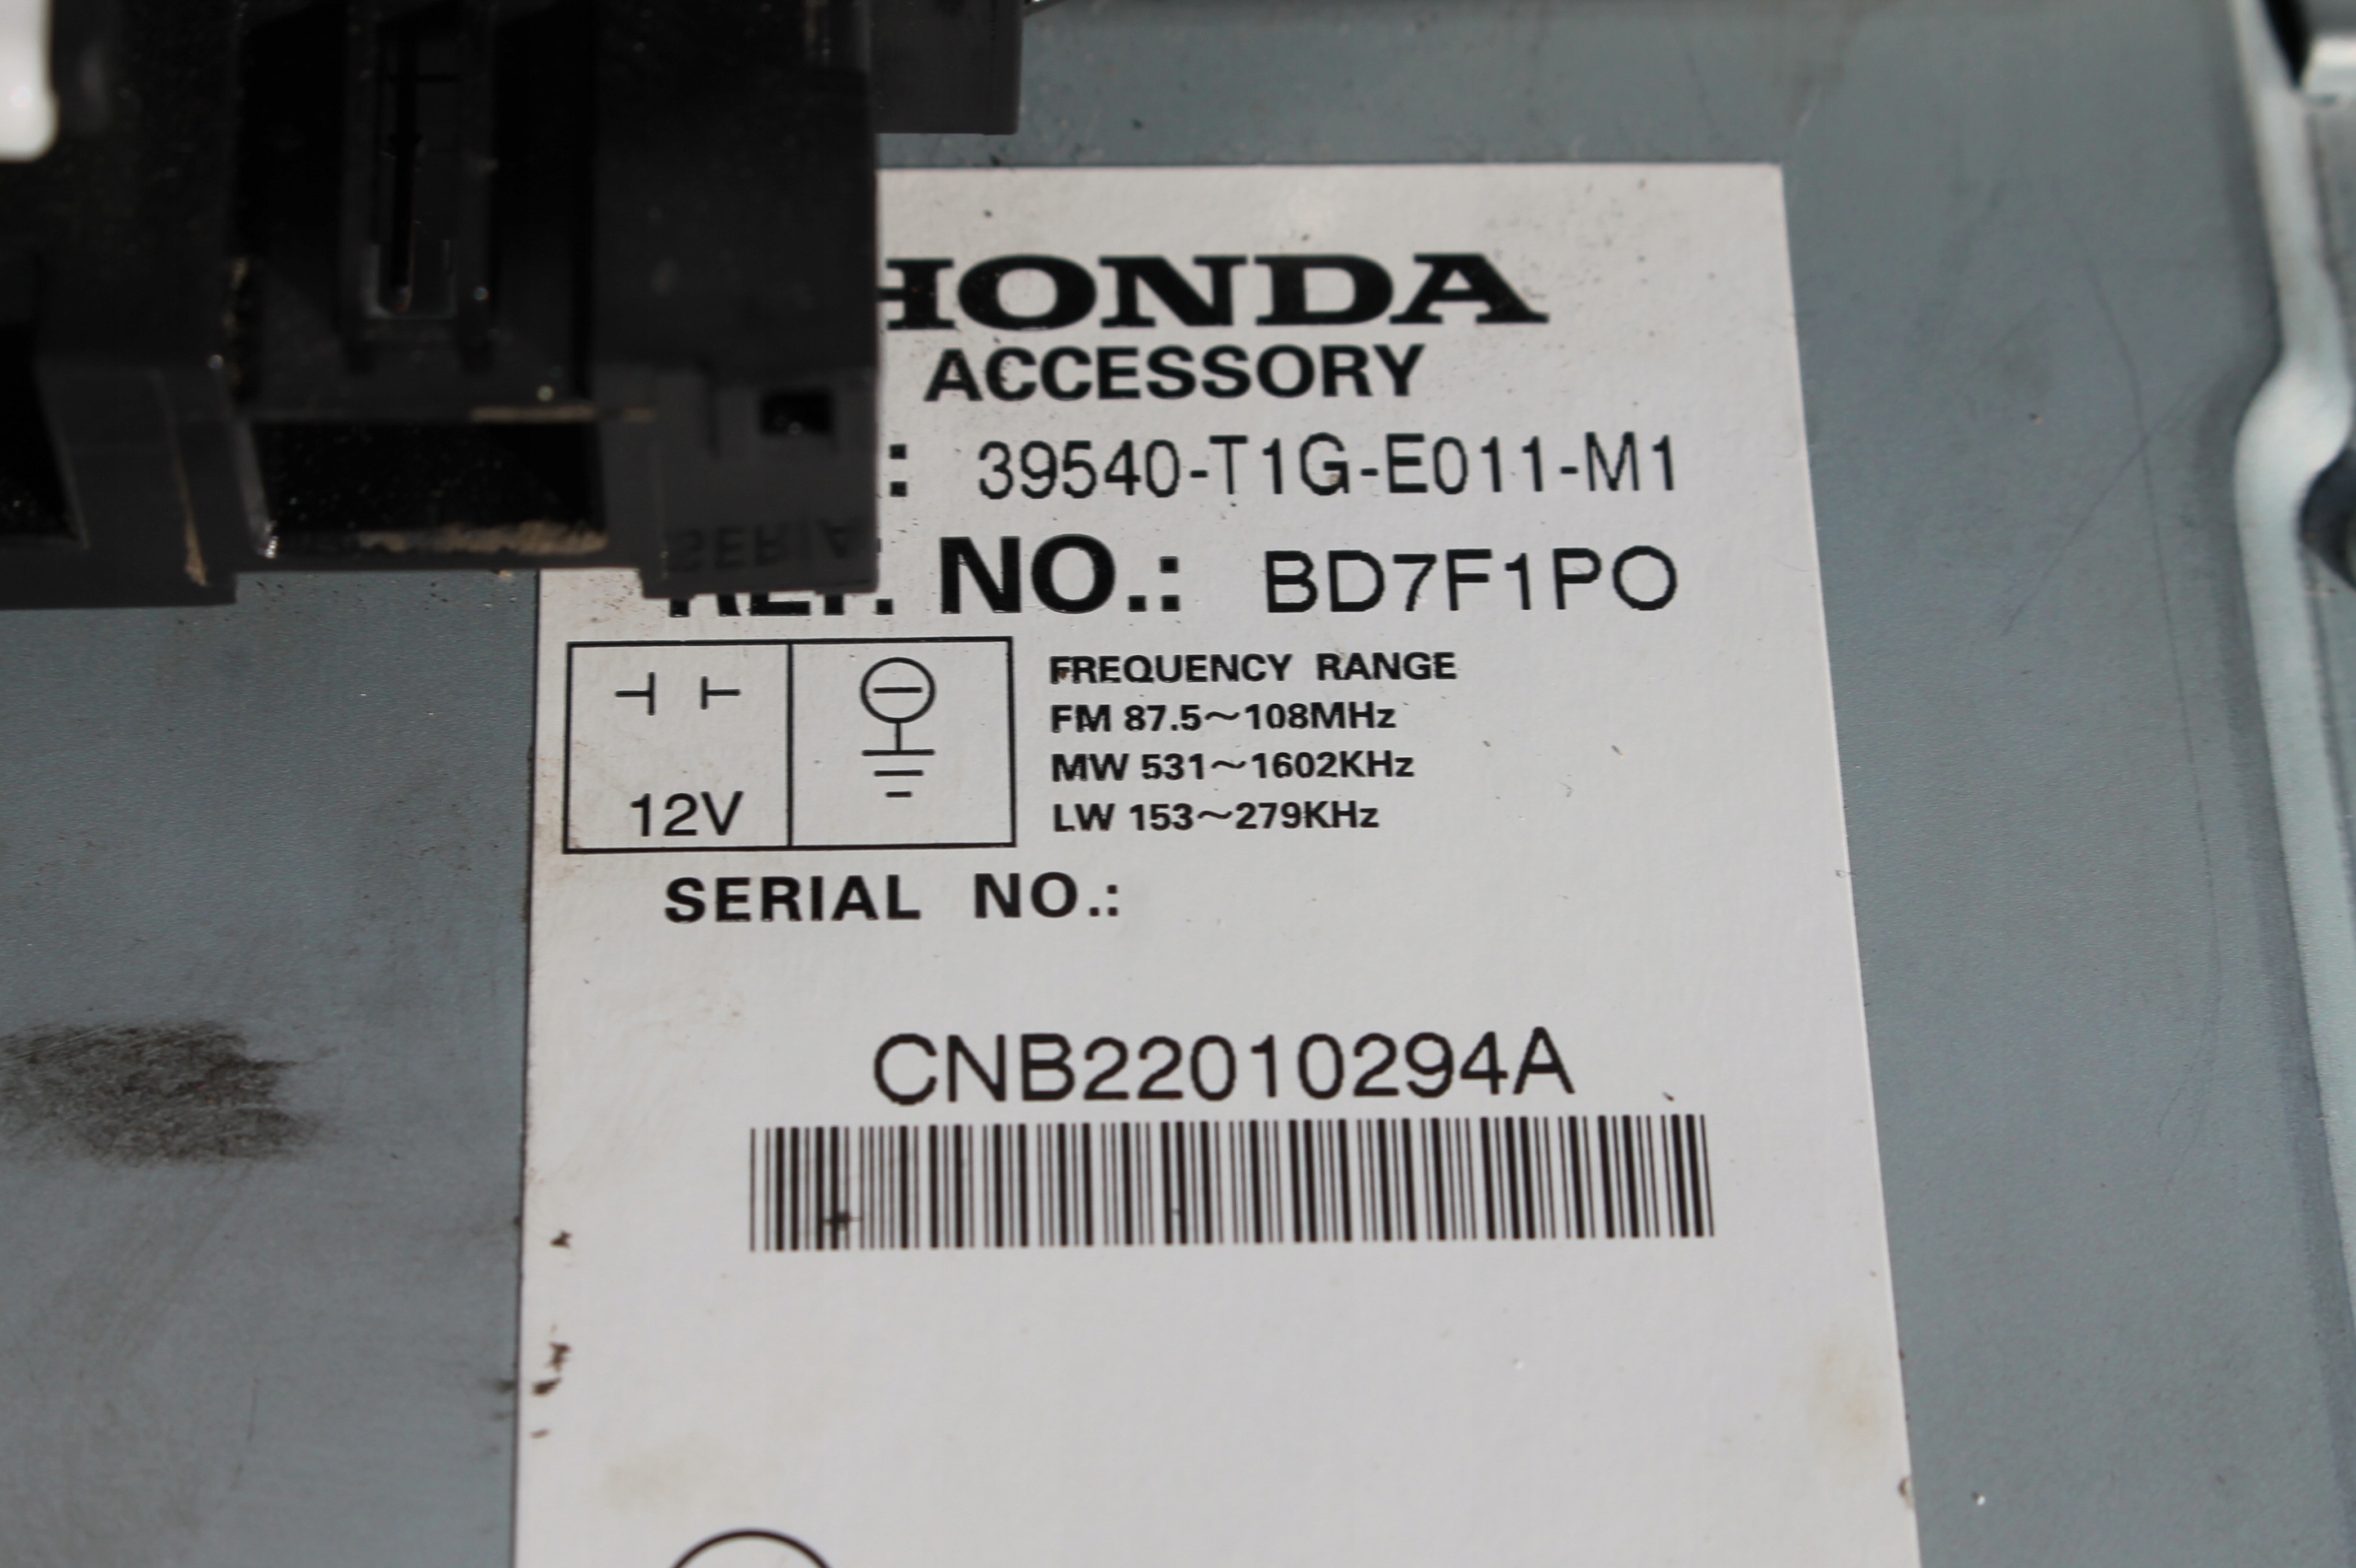 HONDA
ACCESSORY
: 39540-T1G-E011-M1
REF. NO.: BD7F1PO
FREQUENCY RANGE
FM 87.5~108MHz
MW 531~1602KHz
LW 153~279KHz
12V
SERIAL NO.:
CNB22010294A